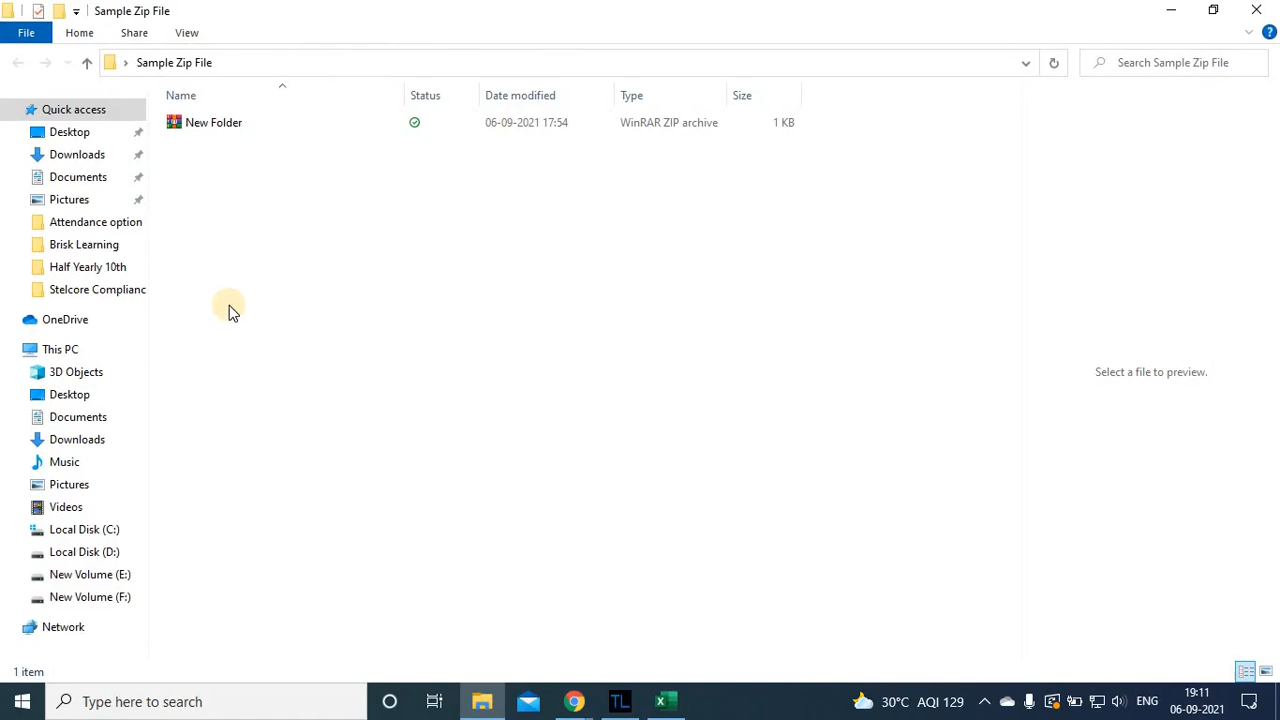 Sample Zip File
File Home Share View
Sample Zip File Search Sample Zip File
Name Status Date modified Type Size
New Folder 06-09-2021 17:54 WinRAR ZIP archive 1 KB
Quick access
Desktop
Downloads
Documents
Pictures
Attendance option
Brisk Learning
Half Yearly 10th
Stelcore Complianc
OneDrive
This PC
3D Objects
Desktop
Documents
Downloads
Music
Pictures
Videos
Local Disk (C:)
Local Disk (D:)
New Volume (E:)
New Volume (F:)
Network
Select a file to preview.
1 item
Type here to search TL 30°C AQI 129 ENG 19:11
06-09-2021